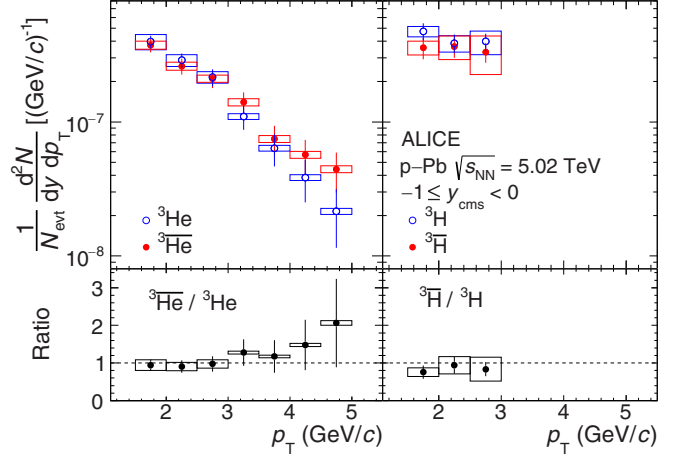 1/N_evt d²N/dy dp_T [(GeV/c)⁻¹]
10⁻⁷
10⁻⁸
³He
³H̅e̅
ALICE
p−Pb √s_NN = 5.02 TeV
−1 ≤ y_cms < 0
³H
³H̅
Ratio
3
2
1
0
³H̅e̅ / ³He
³H̅ / ³H
2 3 4 5
2 3 4 5
p_T (GeV/c)
p_T (GeV/c)